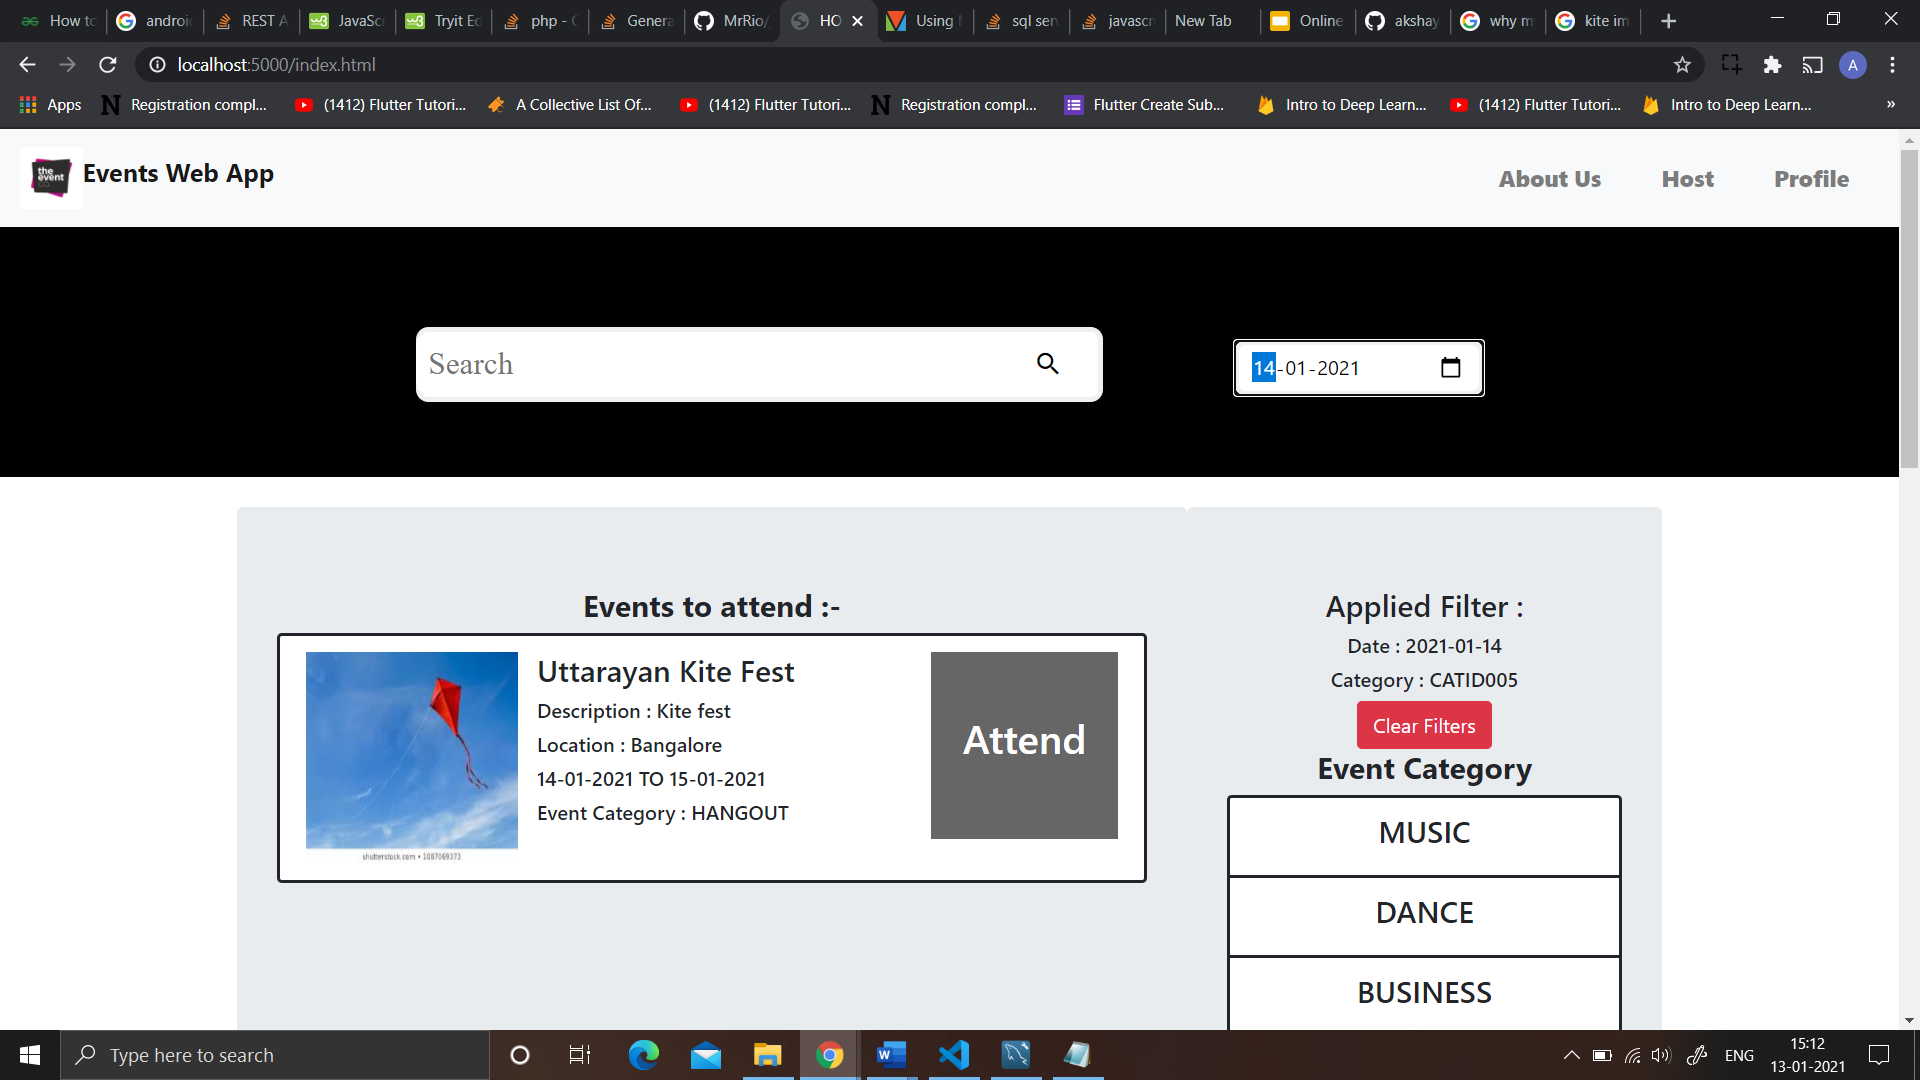 How to
androi
REST A
JavaScr
Tryit Ed
php - C
Genera
MrRio/
HO
Using
sql serv
javascri
New Tab
Online
akshay
why my
kite im
localhost:5000/index.html
A
Apps
Registration compl...
(1412) Flutter Tutori...
A Collective List Of...
(1412) Flutter Tutori...
Registration compl...
Flutter Create Sub...
Intro to Deep Learn...
(1412) Flutter Tutori...
Intro to Deep Learn...
»
the
event
Events Web App
About Us
Host
Profile
Search
14-01-2021
Events to attend :-
Uttarayan Kite Fest
Description : Kite fest
Location : Bangalore
14-01-2021 TO 15-01-2021
Event Category : HANGOUT
shutterstock.com • 1087069373
Attend
Applied Filter :
Date : 2021-01-14
Category : CATID005
Clear Filters
Event Category
MUSIC
DANCE
BUSINESS
Type here to search
ENG
15:12
13-01-2021